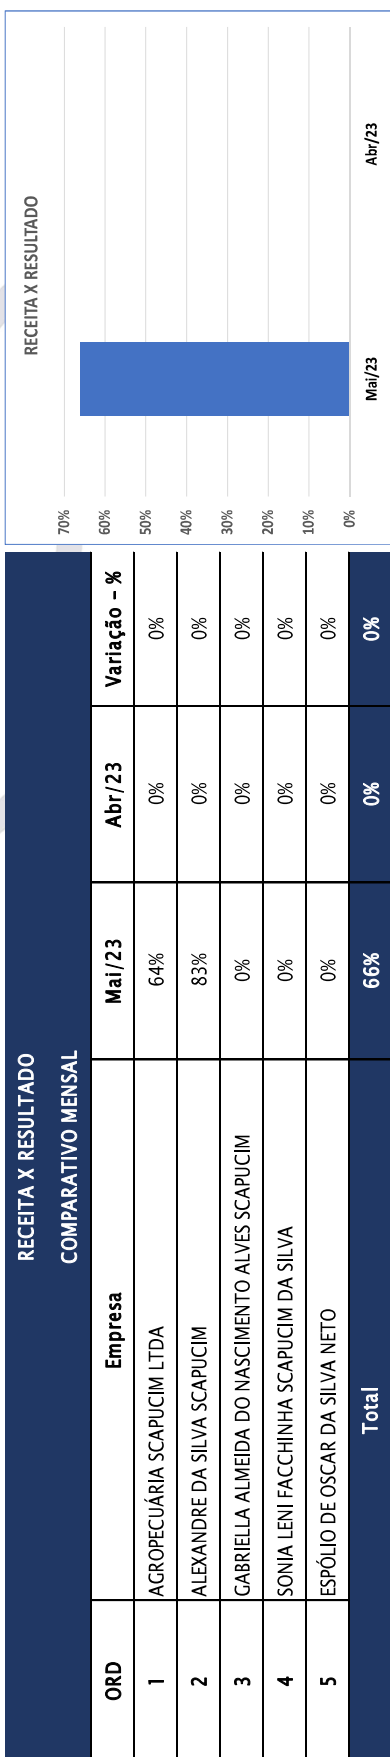 RECEITA X RESULTADO
COMPARATIVO MENSAL
ORD Empresa Mai/23 Abr/23 Variação – %
1 AGROPECUÁRIA SCAPUCIM LTDA 64% 0% 0%
2 ALEXANDRE DA SILVA SCAPUCIM 83% 0% 0%
3 GABRIELLA ALMEIDA DO NASCIMENTO ALVES SCAPUCIM 0% 0% 0%
4 SONIA LENI FACCHINHA SCAPUCIM DA SILVA 0% 0% 0%
5 ESPÓLIO DE OSCAR DA SILVA NETO 0% 0% 0%
Total 66% 0% 0%
RECEITA X RESULTADO
70%
60%
50%
40%
30%
20%
10%
0%
Mai/23 Abr/23